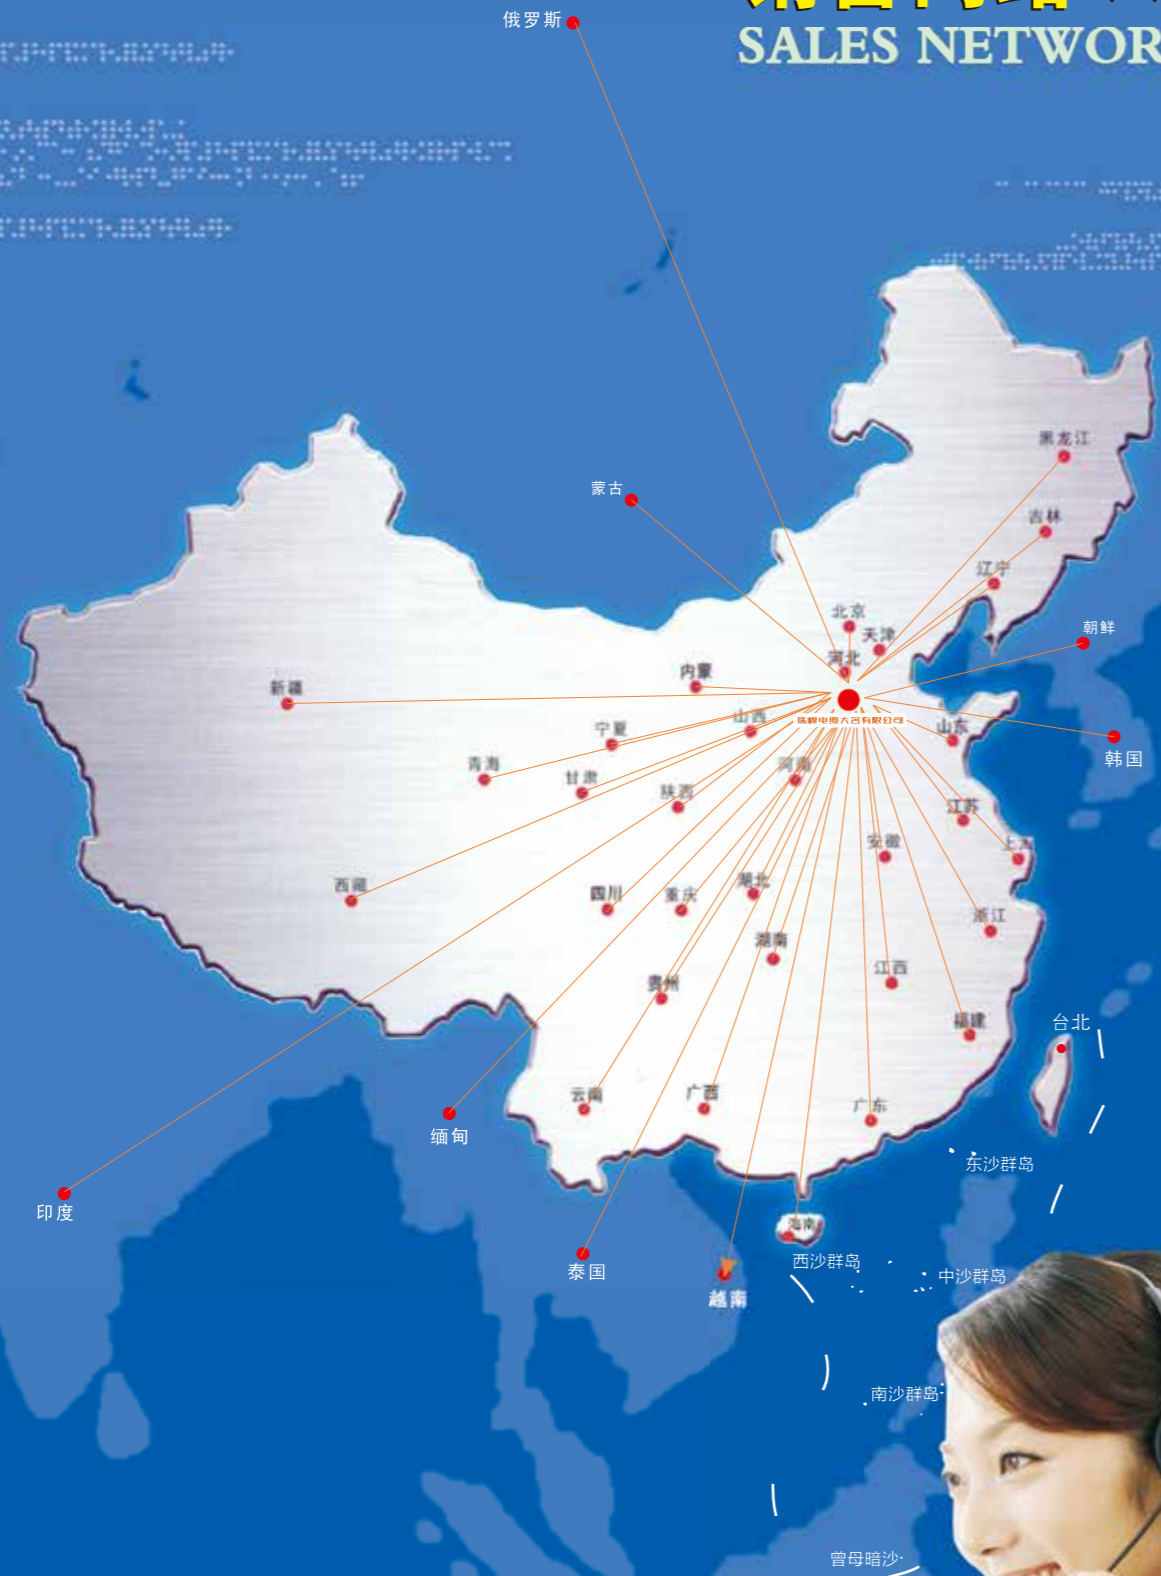 俄罗斯
销售网络
SALES NETWOR
黑龙江
蒙古
吉林
辽宁
北京
朝鲜
天津
河北
内蒙
新疆
山西
宁夏
山东
韩国
青海
甘肃
河南
陕西
江苏
安徽
上海
西藏
四川
重庆
湖北
浙江
湖南
江西
贵州
福建
台北
云南
广西
广东
缅甸
东沙群岛
印度
海南
西沙群岛
泰国
中沙群岛
越南
南沙群岛
曾母暗沙